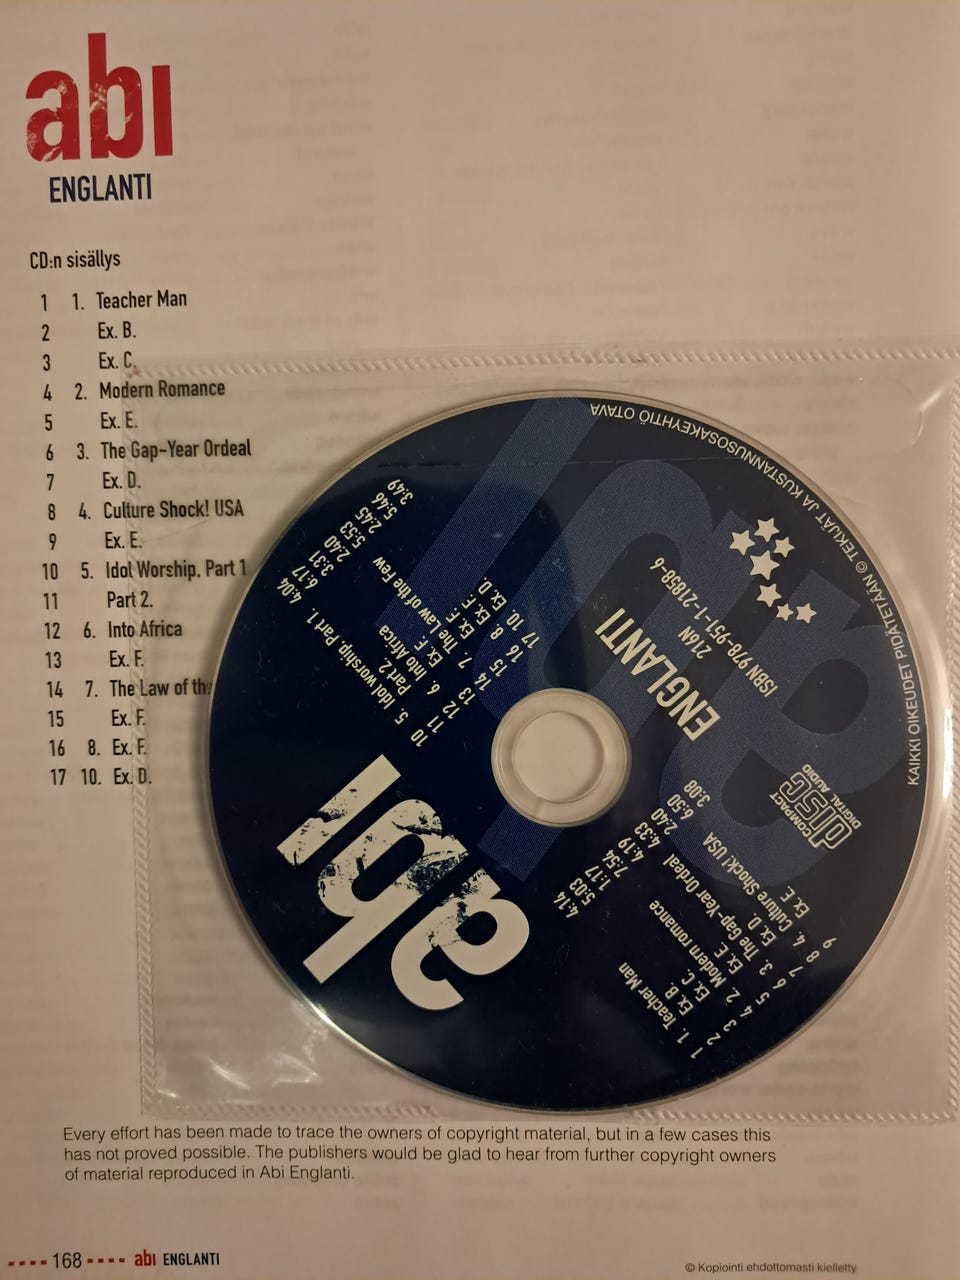 abi
ENGLANTI
CD:n sisällys
1 1. Teacher Man
2 Ex. B.
3 Ex. C.
4 2. Modern Romance
5 Ex. E.
6 3. The Gap-Year Ordeal
7 Ex. D.
8 4. Culture Shock! USA
9 Ex. E.
10 5. Idol Worship, Part 1
11 Part 2.
12 6. Into Africa
13 Ex. F.
14 7. The Law of th
15 Ex. F.
16 8. Ex. F.
17 10. Ex. D.
abi
ENGLANTI
216N
ISBN 978-951-1-21858-6
1 1. Teacher Man 4:14
2 Ex. B 5:03
3 Ex. C. 1:17
4 2. Modern romance 7:54
5 Ex. E. 4:19
6 3. The Gap-Year Ordeal 4:33
7 Ex. D. 2:40
8 4. Culture Shock! USA 6:50
9 Ex. E. 3:08
10 5. Idol worship Part 1. 4:04
11 Part 2 6:17
12 6. Into Africa 3:31
13 Ex. F. 2:40
14 7. The Law of the Few 5:53
15 Ex. F. 2:45
16 8. Ex. F. 5:46
17 10. Ex. D. 3:49
COMPACT
disc
DIGITAL AUDIO
KAIKKI OIKEUDET PIDÄTETÄÄN © TEKIJÄT JA KUSTANNUSOSAKEYHTIÖ OTAVA
Every effort has been made to trace the owners of copyright material, but in a few cases this
has not proved possible. The publishers would be glad to hear from further copyright owners
of material reproduced in Abi Englanti.
168 abi ENGLANTI
© Kopiointi ehdottomasti kielletty